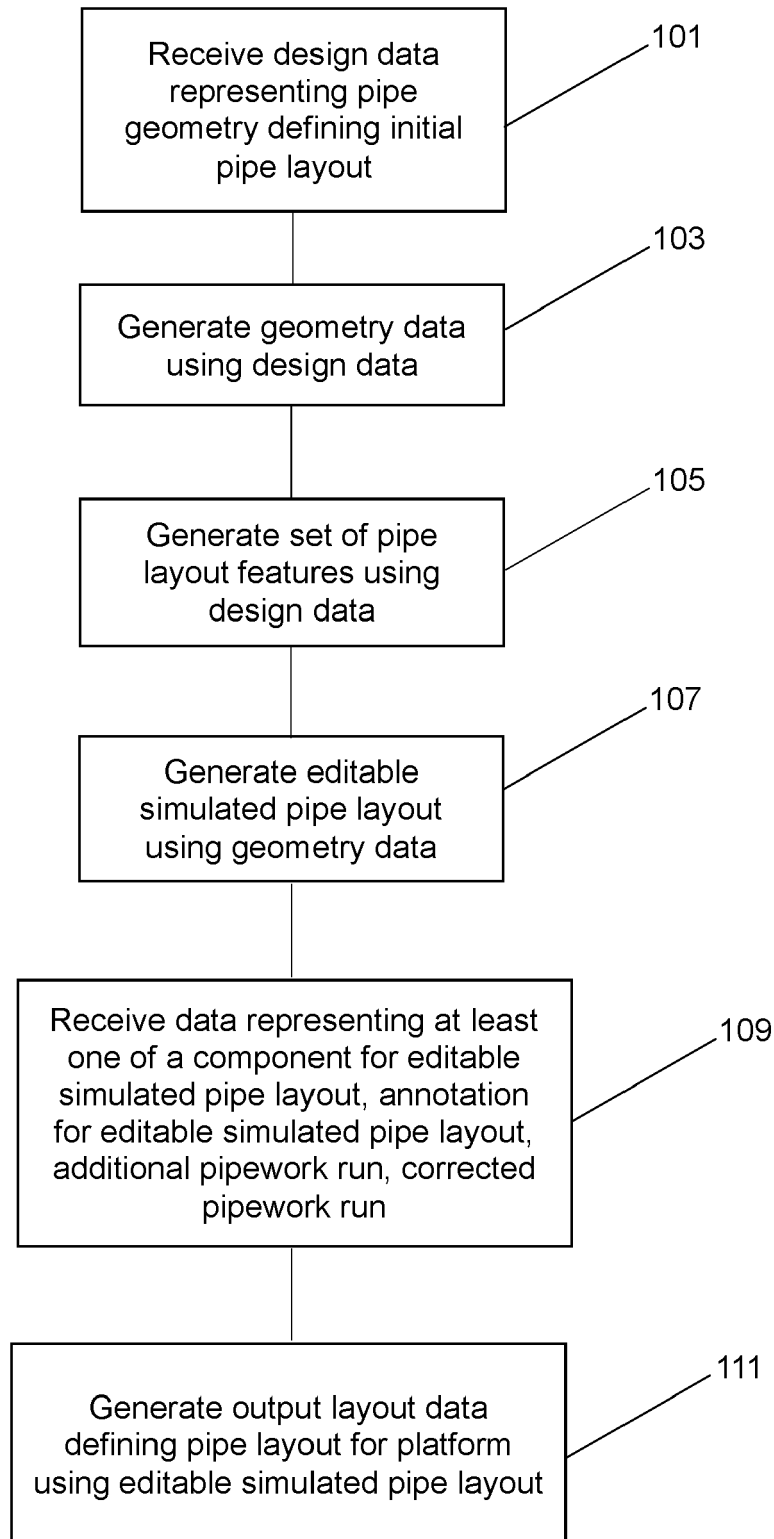 Receive design data
representing pipe
geometry defining initial
pipe layout
101
Generate geometry data
using design data
103
Generate set of pipe
layout features using
design data
105
Generate editable
simulated pipe layout
using geometry data
107
Receive data representing at least
one of a component for editable
simulated pipe layout, annotation
for editable simulated pipe layout,
additional pipework run, corrected
pipework run
109
Generate output layout data
defining pipe layout for platform
using editable simulated pipe layout
111